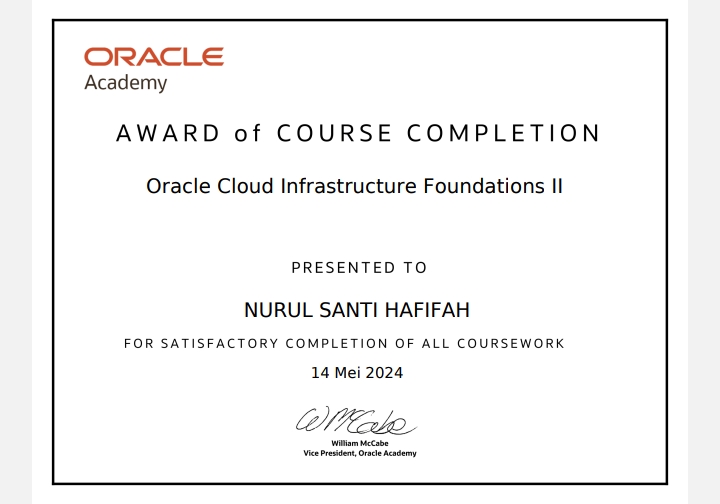 ORACLE
Academy
AWARD of COURSE COMPLETION
Oracle Cloud Infrastructure Foundations II
PRESENTED TO
NURUL SANTI HAFIFAH
FOR SATISFACTORY COMPLETION OF ALL COURSEWORK
14 Mei 2024
W McCabe
William McCabe
Vice President, Oracle Academy